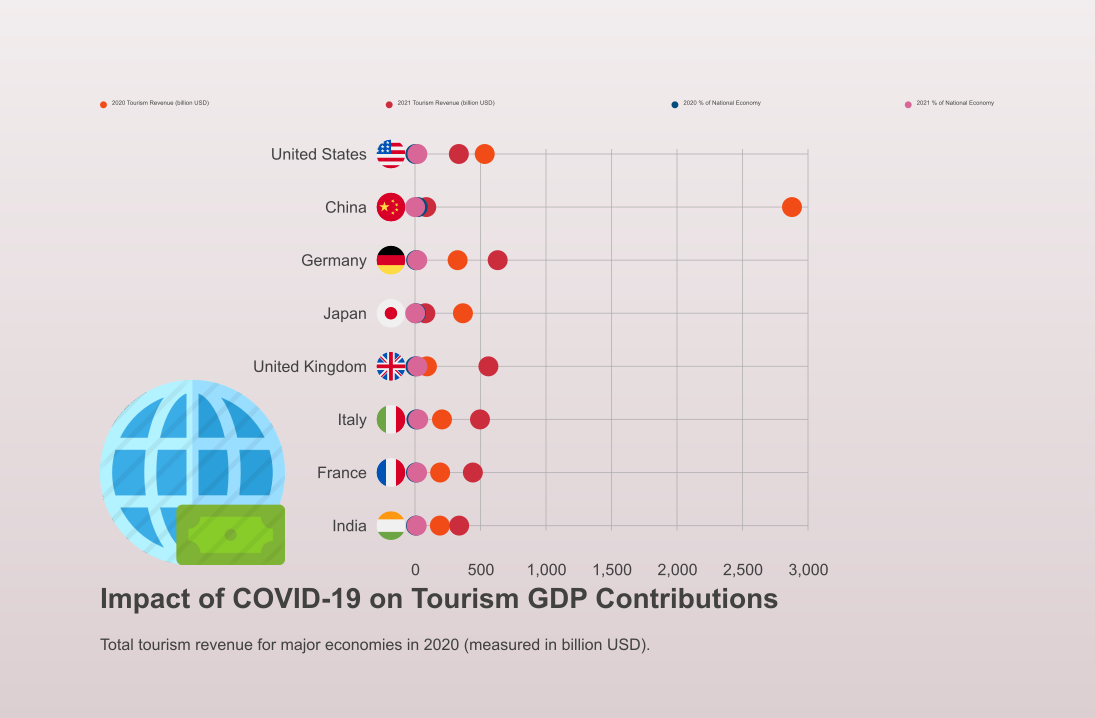 2020 Tourism Revenue (billion USD)
2021 Tourism Revenue (billion USD)
2020 % of National Economy
2021 % of National Economy
United States
China
Germany
Japan
United Kingdom
Italy
France
India
0 500 1,000 1,500 2,000 2,500 3,000
Impact of COVID-19 on Tourism GDP Contributions
Total tourism revenue for major economies in 2020 (measured in billion USD).